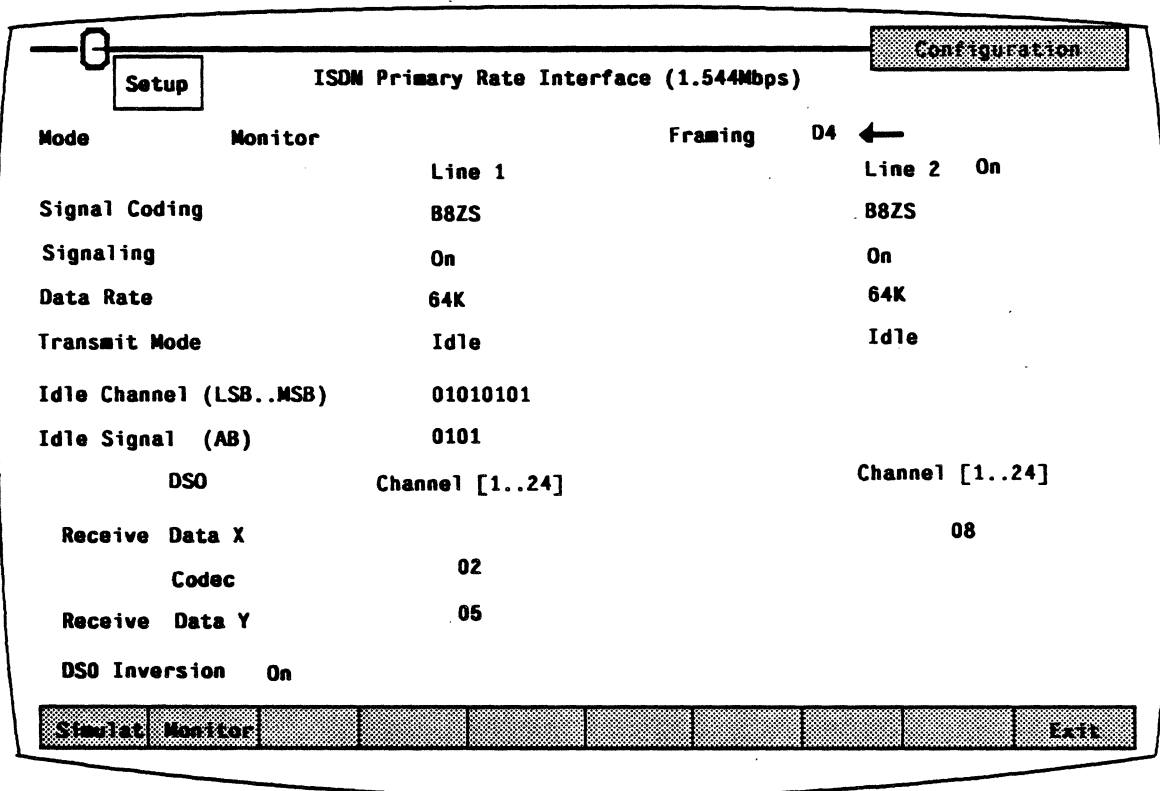 Configuration
Setup ISDN Primary Rate Interface (1.544Mbps)
Mode Monitor Framing D4
Line 1 Line 2 On
Signal Coding B8ZS B8ZS
Signaling On On
Data Rate 64K 64K
Transmit Mode Idle Idle
Idle Channel (LSB..MSB) 01010101
Idle Signal (AB) 0101
DS0 Channel [1..24] Channel [1..24]
Receive Data X 08
Codec 02
Receive Data Y 05
DS0 Inversion On
Simulat Monitor Exit